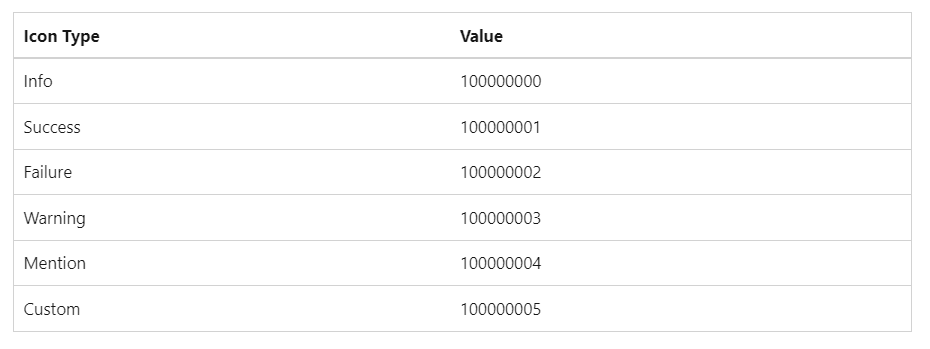 Icon Type Value
Info 100000000
Success 100000001
Failure 100000002
Warning 100000003
Mention 100000004
Custom 100000005